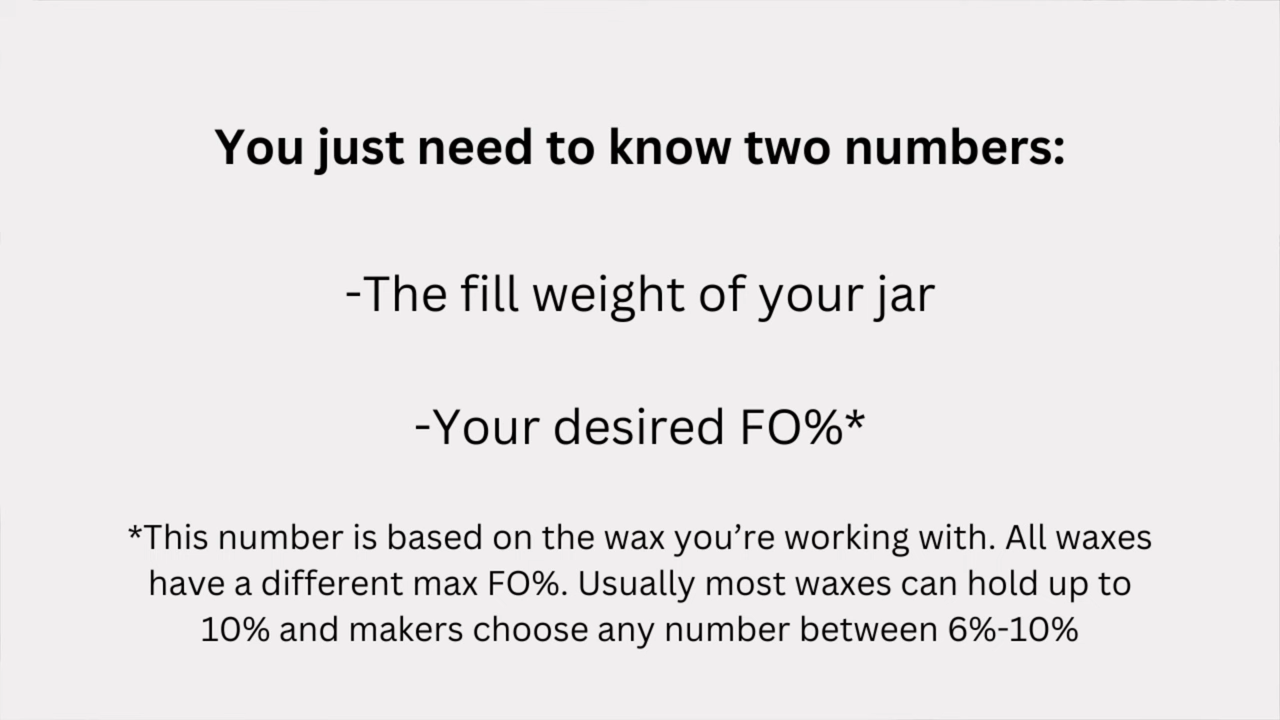 You just need to know two numbers:
-The fill weight of your jar
-Your desired FO%*
*This number is based on the wax you’re working with. All waxes
have a different max FO%. Usually most waxes can hold up to
10% and makers choose any number between 6%-10%